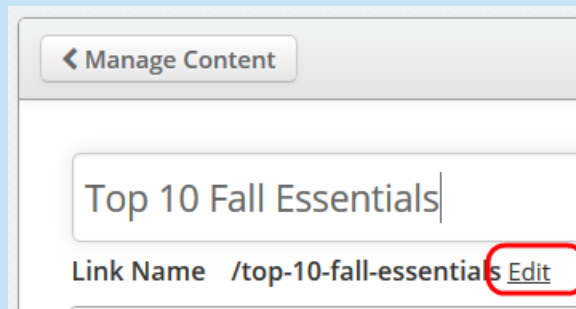 Manage Content
Top 10 Fall Essentials
Link Name /top-10-fall-essentials Edit